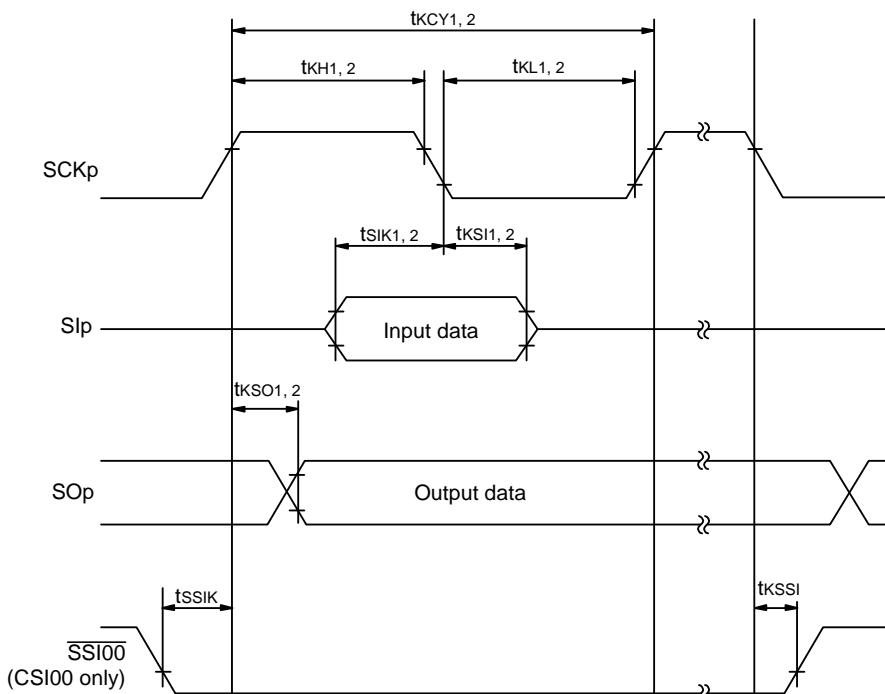 tKCY1, 2
tKH1, 2
tKL1, 2
SCKp
tSIK1, 2
tKSI1, 2
SIp
Input data
tKSO1, 2
SOp
Output data
tSSIK
tKSSI
SSI00
(CSI00 only)